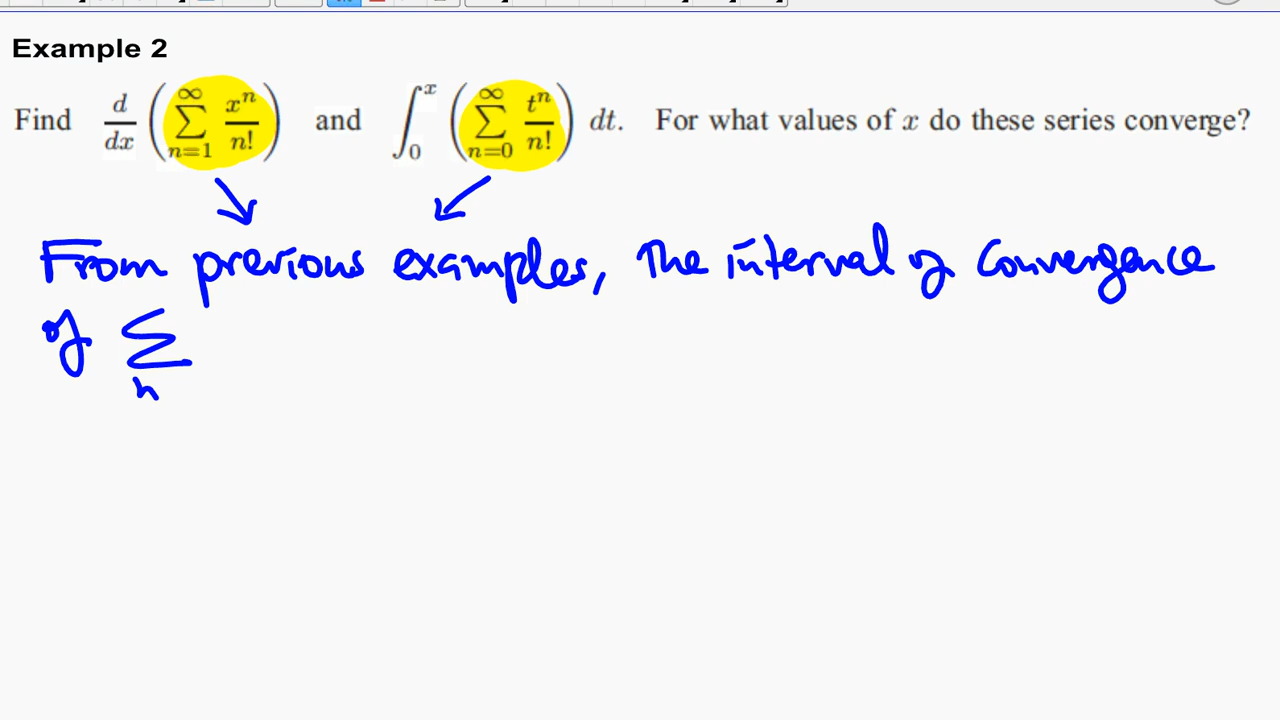 Example 2
Find d/dx (∑_{n=1}^{∞} x^n/n!) and ∫_0^x (∑_{n=0}^{∞} t^n/n!) dt. For what values of x do these series converge?
From previous examples, The interval of convergence
of ∑_n